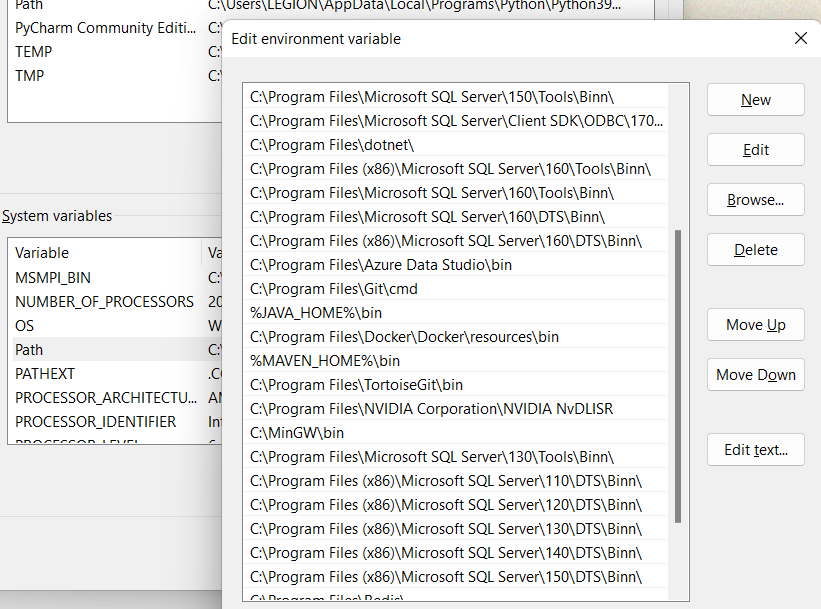 Path C:\Users\LEGION\AppData\Local\Programs\Python\Python39...
PyCharm Community Editi... C:\
TEMP C:\
TMP C:\
System variables
Variable Va
MSMPI_BIN C:\
NUMBER_OF_PROCESSORS 20
OS W
Path C:\
PATHEXT .C
PROCESSOR_ARCHITECTU... AM
PROCESSOR_IDENTIFIER Int
PROCESSOR_LEVEL 6
Edit environment variable
C:\Program Files\Microsoft SQL Server\150\Tools\Binn\
C:\Program Files\Microsoft SQL Server\Client SDK\ODBC\170...
C:\Program Files\dotnet\
C:\Program Files (x86)\Microsoft SQL Server\160\Tools\Binn\
C:\Program Files\Microsoft SQL Server\160\Tools\Binn\
C:\Program Files\Microsoft SQL Server\160\DTS\Binn\
C:\Program Files (x86)\Microsoft SQL Server\160\DTS\Binn\
C:\Program Files\Azure Data Studio\bin
C:\Program Files\Git\cmd
%JAVA_HOME%\bin
C:\Program Files\Docker\Docker\resources\bin
%MAVEN_HOME%\bin
C:\Program Files\TortoiseGit\bin
C:\Program Files\NVIDIA Corporation\NVIDIA NvDLISR
C:\MinGW\bin
C:\Program Files\Microsoft SQL Server\130\Tools\Binn\
C:\Program Files (x86)\Microsoft SQL Server\110\DTS\Binn\
C:\Program Files (x86)\Microsoft SQL Server\120\DTS\Binn\
C:\Program Files (x86)\Microsoft SQL Server\130\DTS\Binn\
C:\Program Files (x86)\Microsoft SQL Server\140\DTS\Binn\
C:\Program Files (x86)\Microsoft SQL Server\150\DTS\Binn\
C:\Program Files\Redis\
New
Edit
Browse...
Delete
Move Up
Move Down
Edit text...